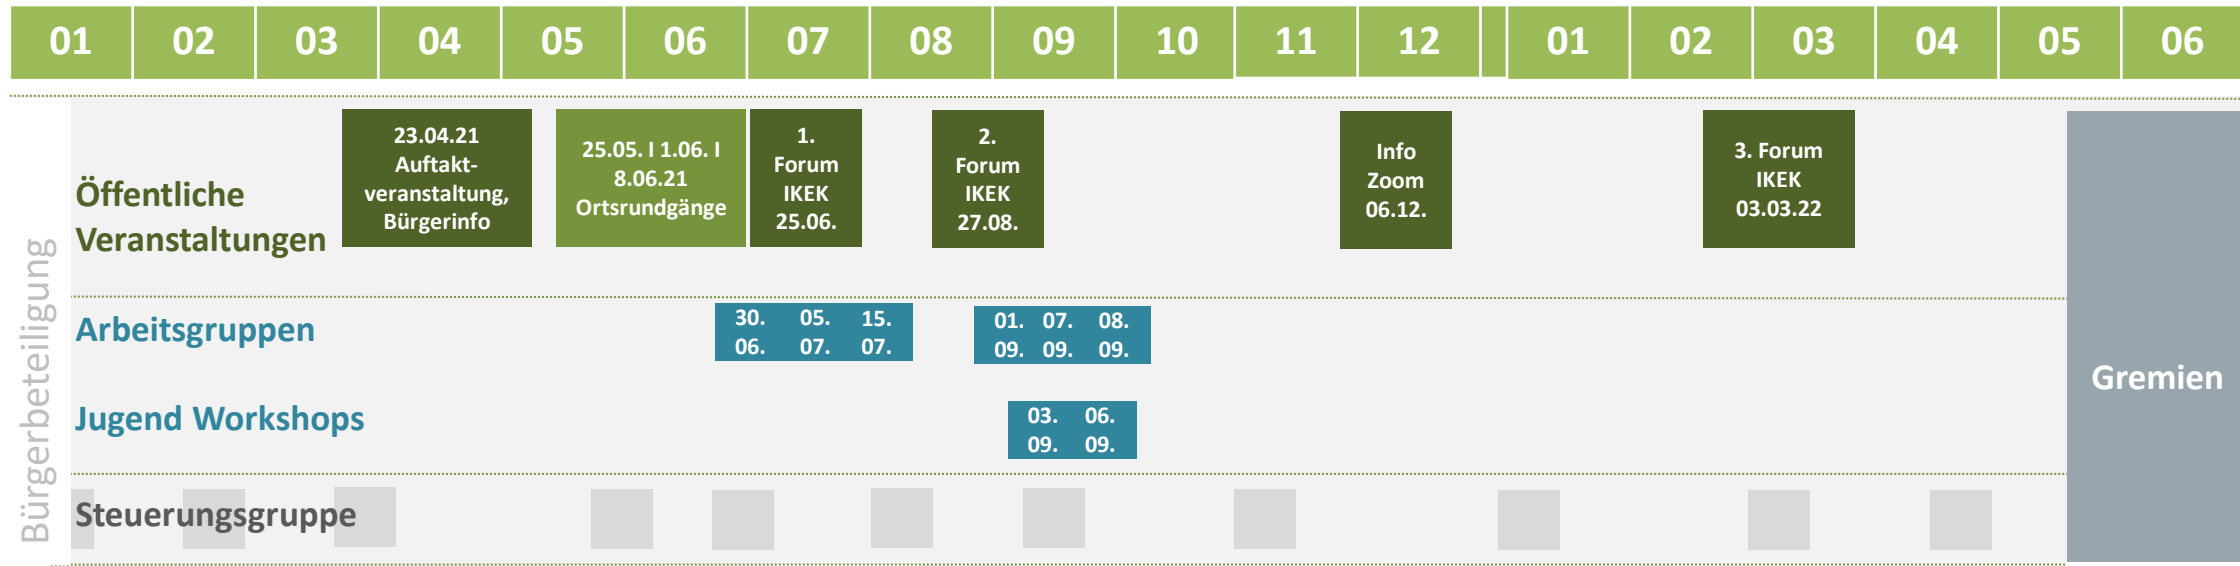 01 02 03 04 05 06 07 08 09 10 11 12 01 02 03 04 05 06
Bürgerbeteiligung
Öffentliche
Veranstaltungen
23.04.21
Auftakt-
veranstaltung,
Bürgerinfo
25.05. I 1.06. I
8.06.21
Ortsrundgänge
1.
Forum
IKEK
25.06.
2.
Forum
IKEK
27.08.
Info
Zoom
06.12.
3. Forum
IKEK
03.03.22
Arbeitsgruppen
30. 05. 15.
06. 07. 07.
01. 07. 08.
09. 09. 09.
Jugend Workshops
03. 06.
09. 09.
Steuerungsgruppe
Gremien